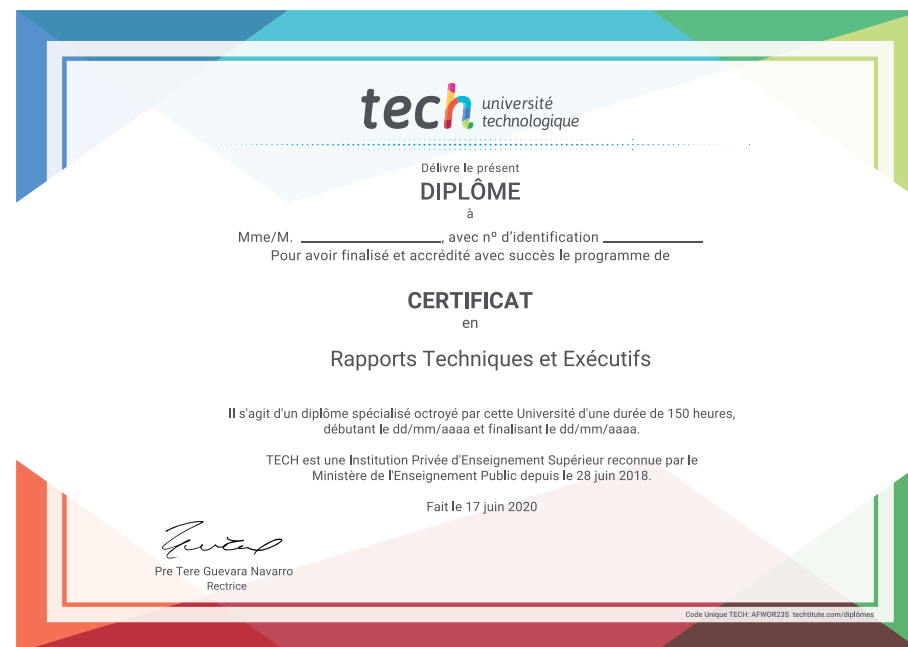 tech université
technologique
Délivre le présent
DIPLÔME
à
Mme/M. ____________________, avec nº d'identification ______________
Pour avoir finalisé et accrédité avec succès le programme de
CERTIFICAT
en
Rapports Techniques et Exécutifs
Il s'agit d'un diplôme spécialisé octroyé par cette Université d'une durée de 150 heures,
débutant le dd/mm/aaaa et finalisant le dd/mm/aaaa.
TECH est une Institution Privée d'Enseignement Supérieur reconnue par le
Ministère de l'Enseignement Public depuis le 28 juin 2018.
Fait le 17 juin 2020
Pre Tere Guevara Navarro
Rectrice
Code Unique TECH: AFWOR23S techtitute.com/diplômes